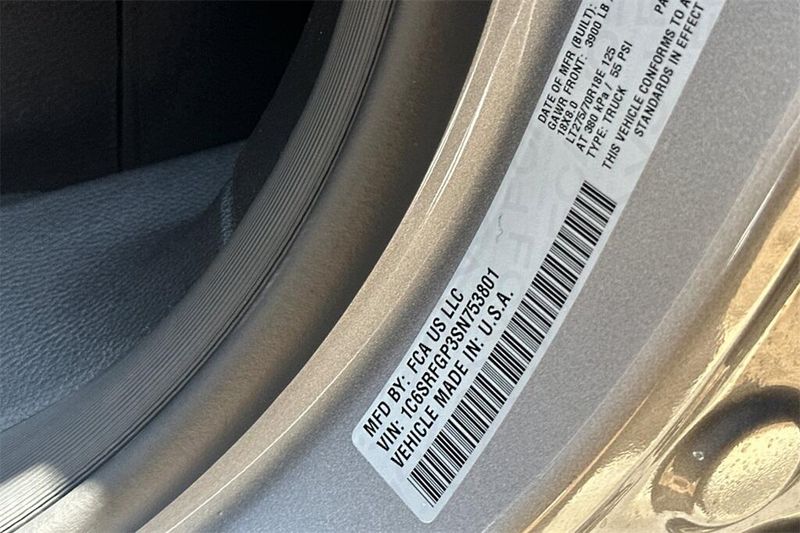 MFD BY: FCA US LLC
VIN: 1C6SRFGP3SN753801
VEHICLE MADE IN: U.S.A.
DATE OF MFR (BUILT):
GAWR FRONT: 3900 LB
18X8.0
LT275/70R18E 125
AT 380 kPa / 55 PSI
TYPE: TRUCK
THIS VEHICLE CONFORMS TO
STANDARDS IN EFFECT